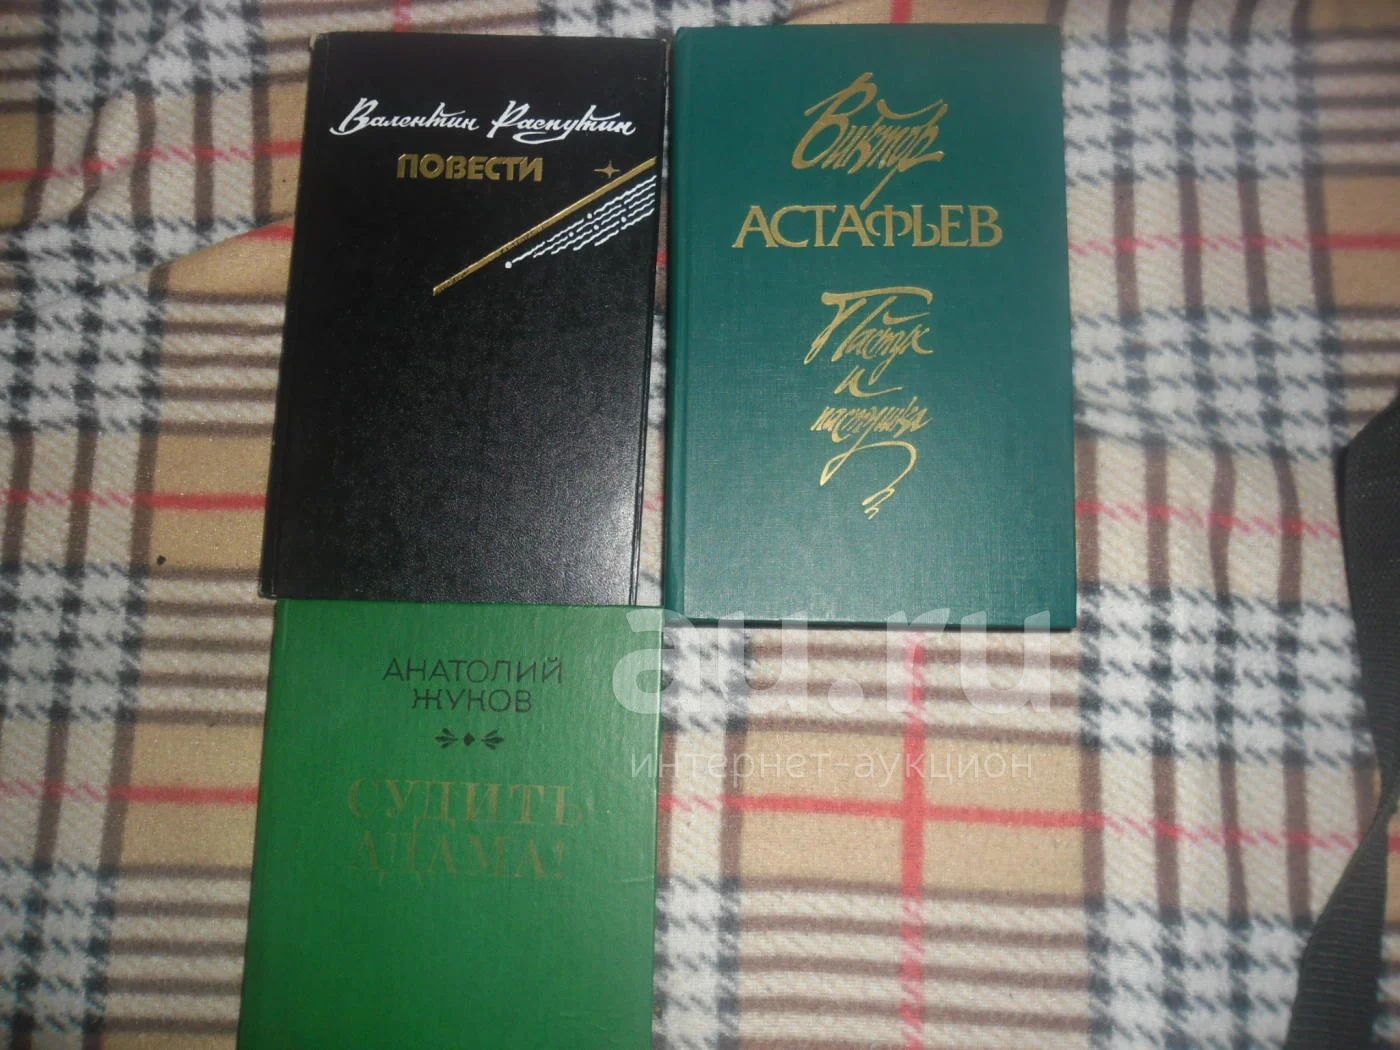 Валентин Распутин
ПОВЕСТИ
Виктор
АСТАФЬЕВ
Пастух
и
пастушка
АНАТОЛИЙ
ЖУКОВ
СУДИТЬ
АДАМА!
au.ru
интернет-аукцион